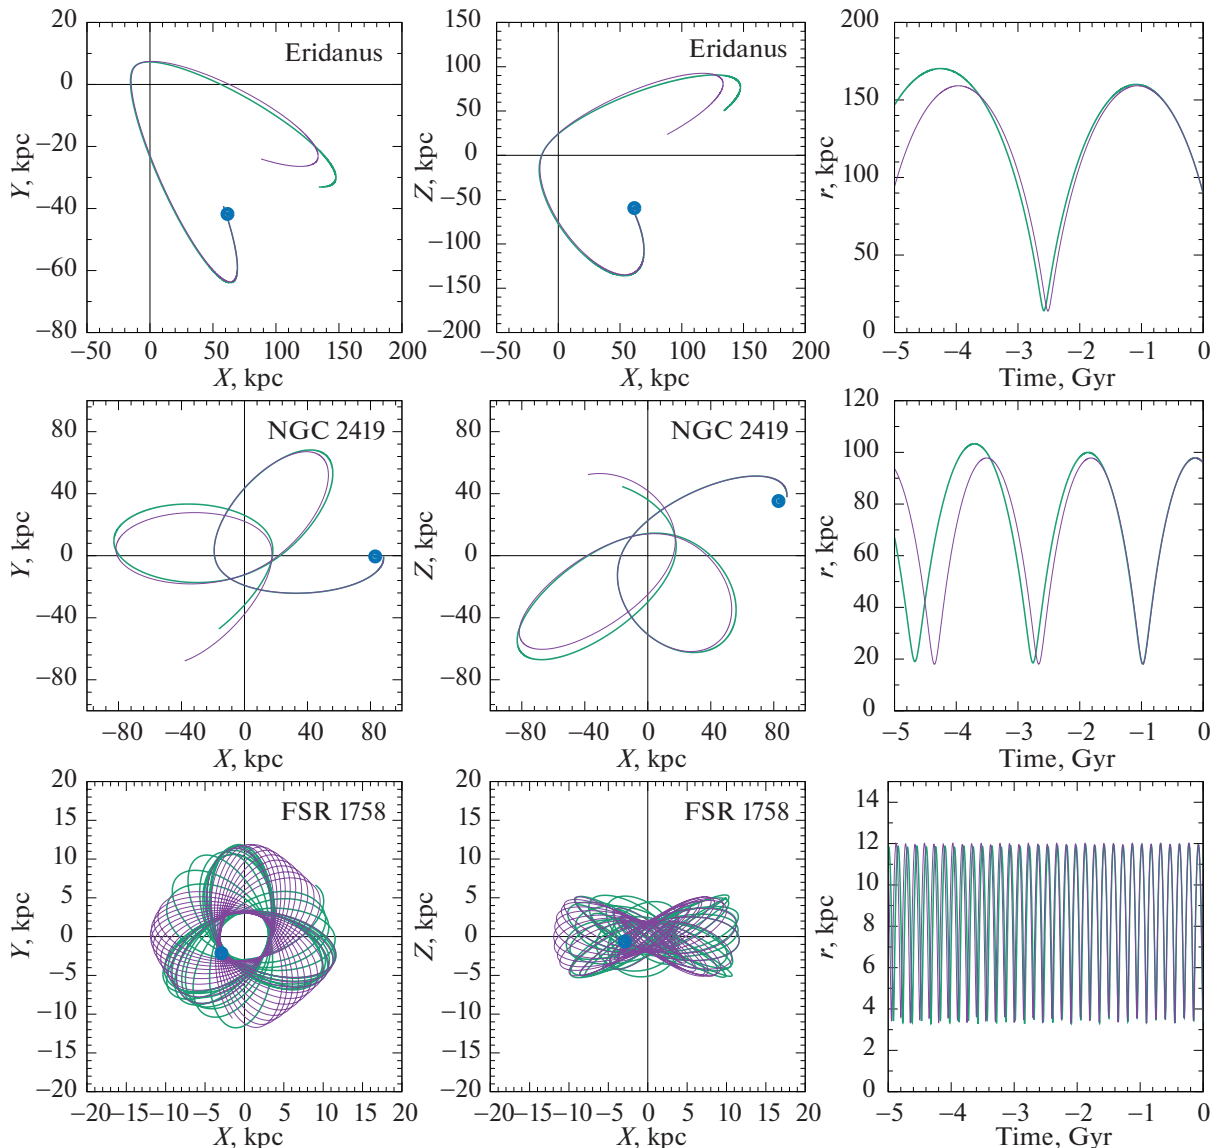 Eridanus
20
0
−20
−40
−60
−80
Y, kpc
−50 0 50 100 150 200
X, kpc
Eridanus
150
100
50
0
−50
−100
−150
−200
Z, kpc
−50 0 50 100 150 200
X, kpc
200
150
100
50
0
r, kpc
−5 −4 −3 −2 −1 0
Time, Gyr
NGC 2419
80
40
0
−40
−80
Y, kpc
−80 −40 0 40 80
X, kpc
NGC 2419
80
40
0
−40
−80
Z, kpc
−80 −40 0 40 80
X, kpc
120
100
80
60
40
20
0
r, kpc
−5 −4 −3 −2 −1 0
Time, Gyr
FSR 1758
20
15
10
5
0
−5
−10
−15
−20
Y, kpc
−20 −15 −10 −5 0 5 10 15 20
X, kpc
FSR 1758
20
15
10
5
0
−5
−10
−15
−20
Z, kpc
−20 −15 −10 −5 0 5 10 15 20
X, kpc
14
12
10
8
6
4
2
0
r, kpc
−5 −4 −3 −2 −1 0
Time, Gyr